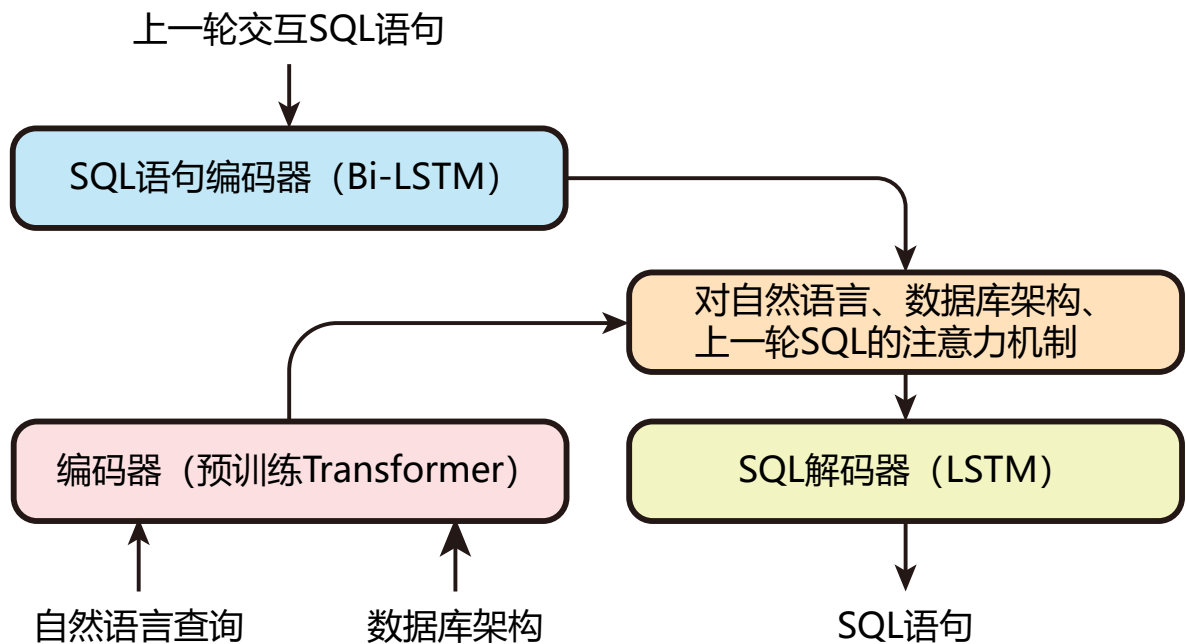 上一轮交互SQL语句
SQL语句编码器（Bi-LSTM）
对自然语言、数据库架构、
上一轮SQL的注意力机制
编码器（预训练Transformer）
SQL解码器（LSTM）
自然语言查询
数据库架构
SQL语句